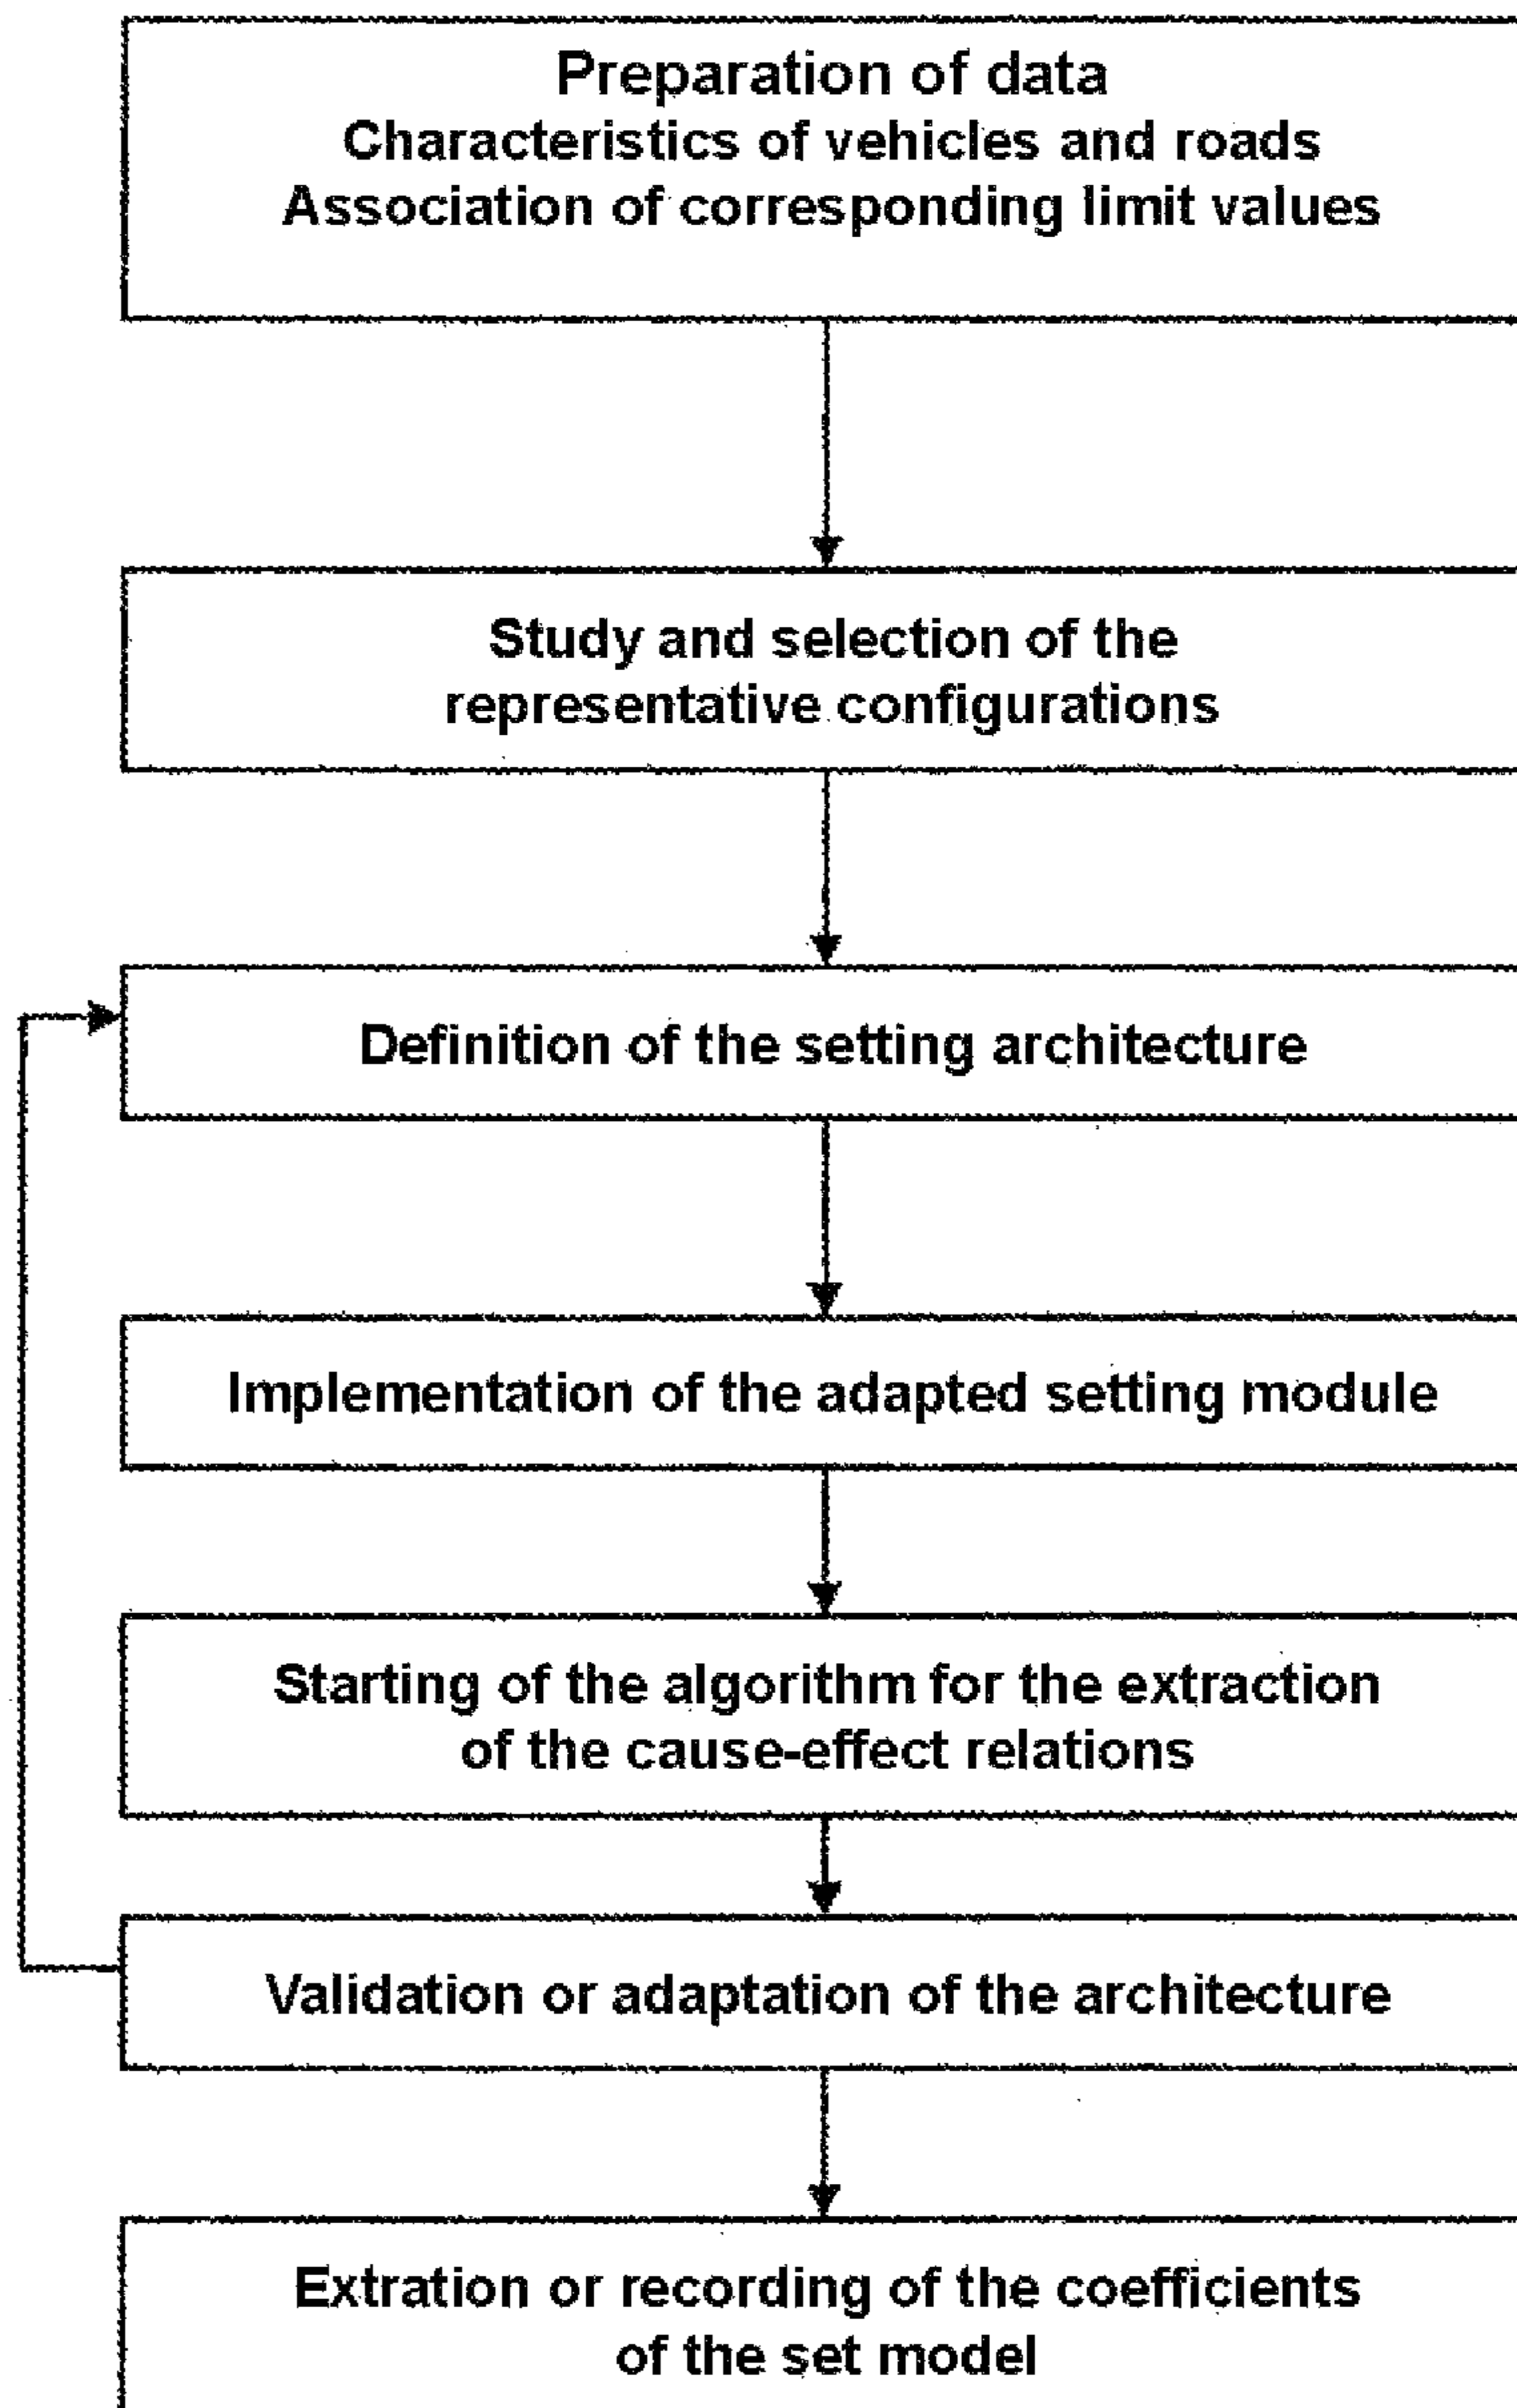 Preparation of data
Characteristics of vehicles and roads
Association of corresponding limit values
Study and selection of the
representative configurations
Definition of the setting architecture
Implementation of the adapted setting module
Starting of the algorithm for the extraction
of the cause-effect relations
Validation or adaptation of the architecture
Extration or recording of the coefficients
of the set model